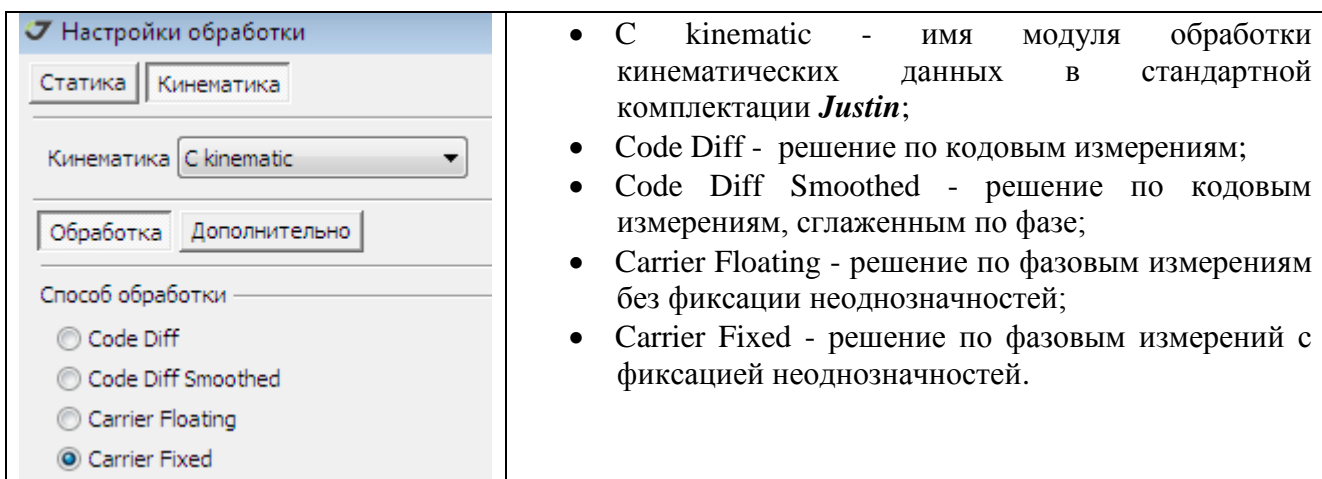 Настройки обработки
Статика Кинематика
Кинематика C kinematic
Обработка Дополнительно
Способ обработки
Code Diff
Code Diff Smoothed
Carrier Floating
Carrier Fixed
• C kinematic - имя модуля обработки
кинематических данных в стандартной
комплектации Justin;
• Code Diff - решение по кодовым измерениям;
• Code Diff Smoothed - решение по кодовым
измерениям, сглаженным по фазе;
• Carrier Floating - решение по фазовым измерениям
без фиксации неоднозначностей;
• Carrier Fixed - решение по фазовым измерений с
фиксацией неоднозначностей.